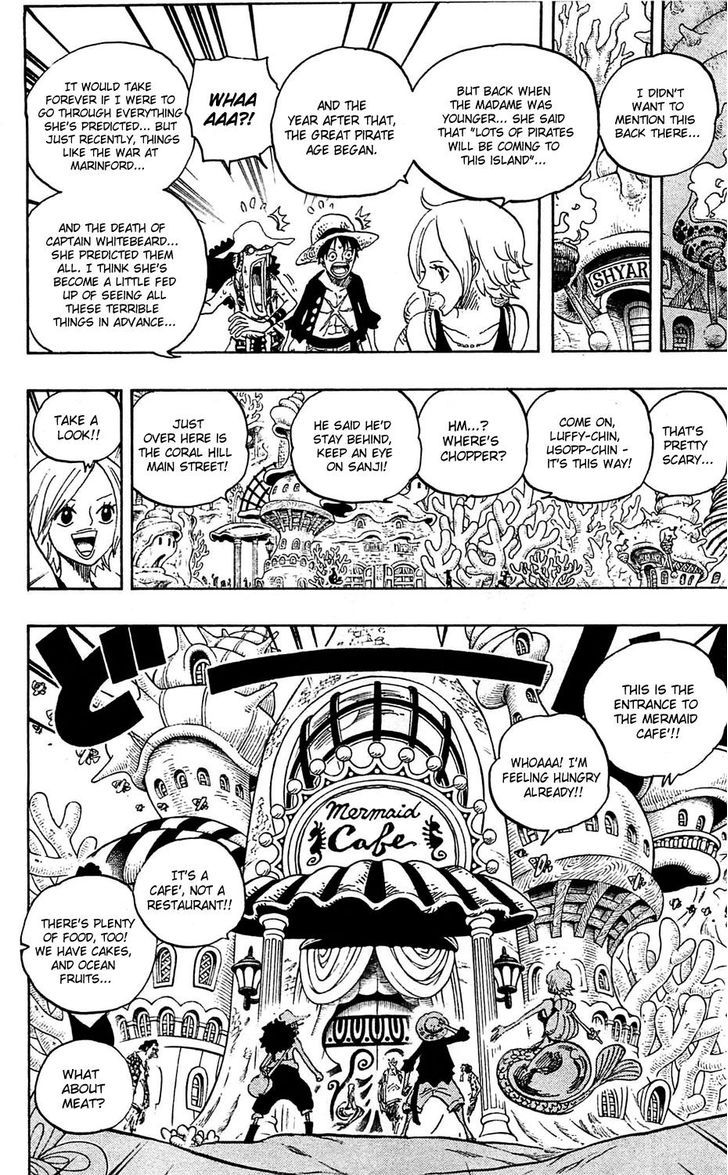 I DIDN'T
WANT TO
MENTION THIS
BACK THERE...
SHYAR
BUT BACK WHEN
THE MADAME WAS
YOUNGER... SHE SAID
THAT "LOTS OF PIRATES
WILL BE COMING TO
THIS ISLAND"...
AND THE
YEAR AFTER THAT,
THE GREAT PIRATE
AGE BEGAN.
WHAA
AAA?!
IT WOULD TAKE
FOREVER IF I WERE TO
GO THROUGH EVERYTHING
SHE'S PREDICTED... BUT
JUST RECENTLY, THINGS
LIKE THE WAR AT
MARINFORD...
AND THE DEATH OF
CAPTAIN WHITEBEARD...
SHE PREDICTED THEM
ALL. I THINK SHE'S
BECOME A LITTLE FED
UP OF SEEING ALL
THESE TERRIBLE
THINGS IN ADVANCE...
THAT'S
PRETTY
SCARY...
COME ON,
LUFFY-CHIN,
USOPP-CHIN -
IT'S THIS WAY!
HM...?
WHERE'S
CHOPPER?
HE SAID HE'D
STAY BEHIND,
KEEP AN EYE
ON SANJI!
JUST
OVER HERE IS
THE CORAL HILL
MAIN STREET!
TAKE A
LOOK!!
THIS IS THE
ENTRANCE TO
THE MERMAID
CAFE'!!
WHOAAA! I'M
FEELING HUNGRY
ALREADY!!
ド
Mermaid
Cafe
IT'S A
CAFE', NOT A
RESTAURANT!!
THERE'S PLENTY
OF FOOD, TOO!
WE HAVE CAKES,
AND OCEAN
FRUITS...
WHAT
ABOUT
MEAT?